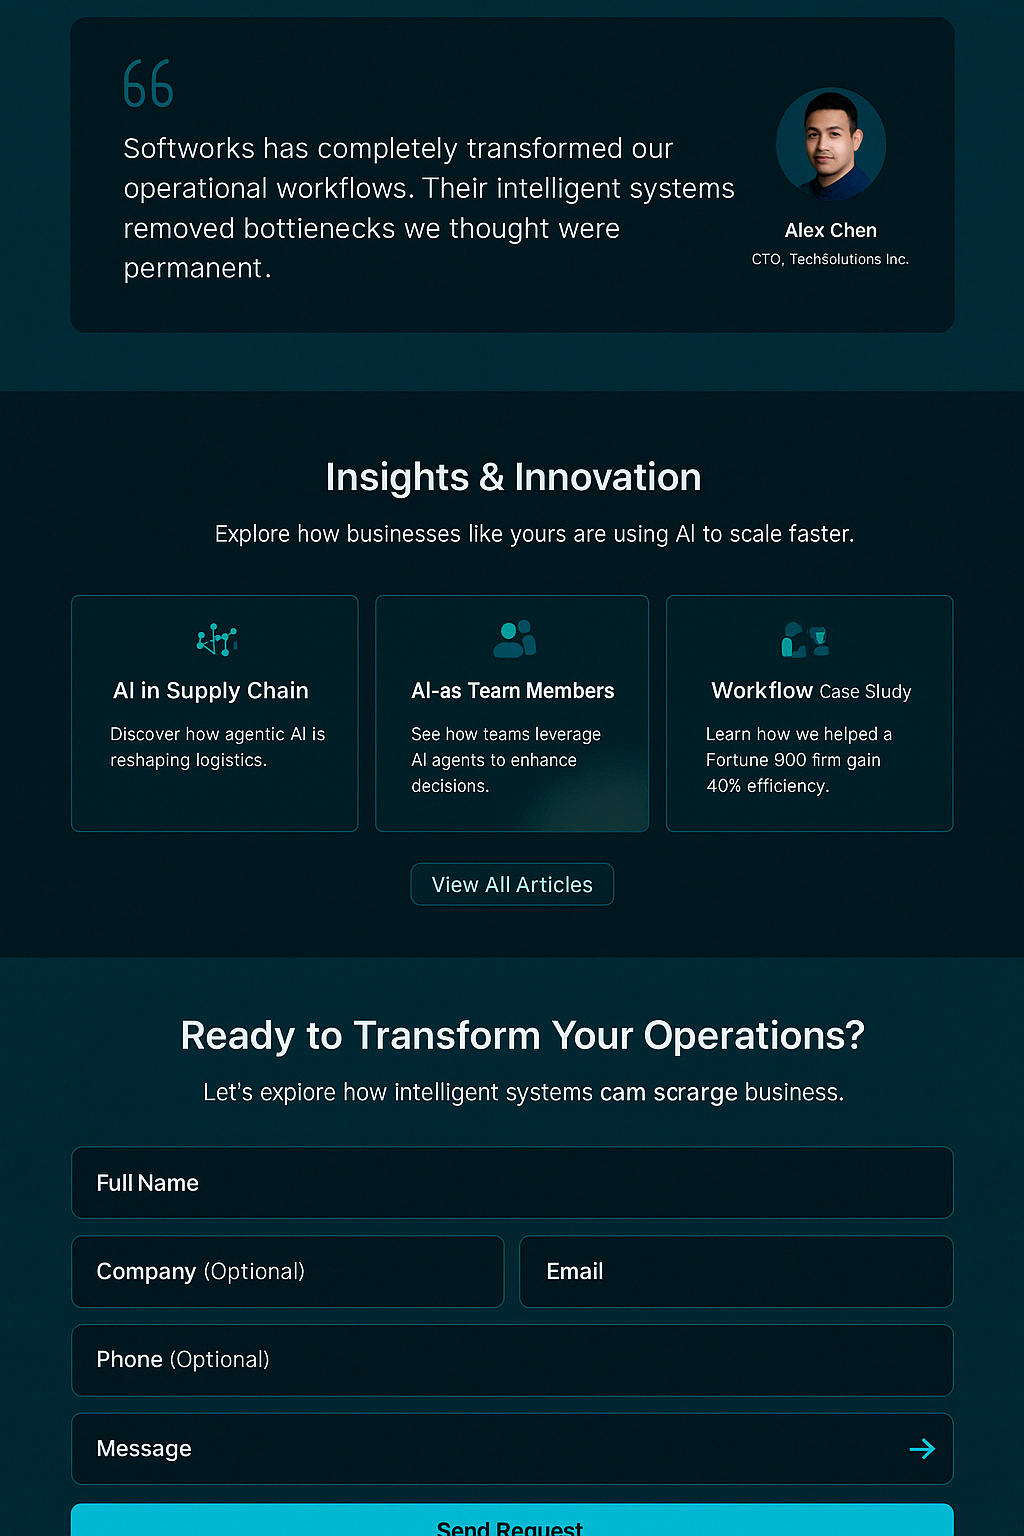 Softworks has completely transformed our
operational workflows. Their intelligent systems
removed bottienecks we thought were
permanent.
Alex Chen
CTO, TechŜolutions Inc.
Insights & Innovation
Explore how businesses like yours are using Al to scale faster.
AI in Supply Chain
Discover how agentic AI is
reshaping logistics.
Al-as Tearn Members
See how teams leverage
AI agents to enhance
decisions.
Workflow Case Sludy
Learn how we helped a
Fortune 900 firm gain
40% efficiency.
View All Articles
Ready to Transform Your Operations?
Let's expiore how intelligent systems cam scrarge business.
Full Name
Company (Optional)
Email
Phone (Optional)
Message
Send Request